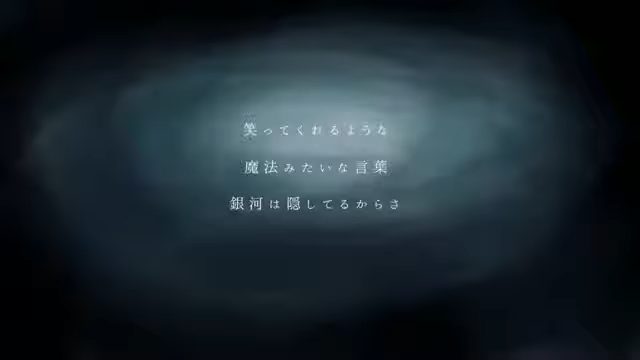 笑ってくれるような
魔法みたいな言葉
銀河は隠してるからさ